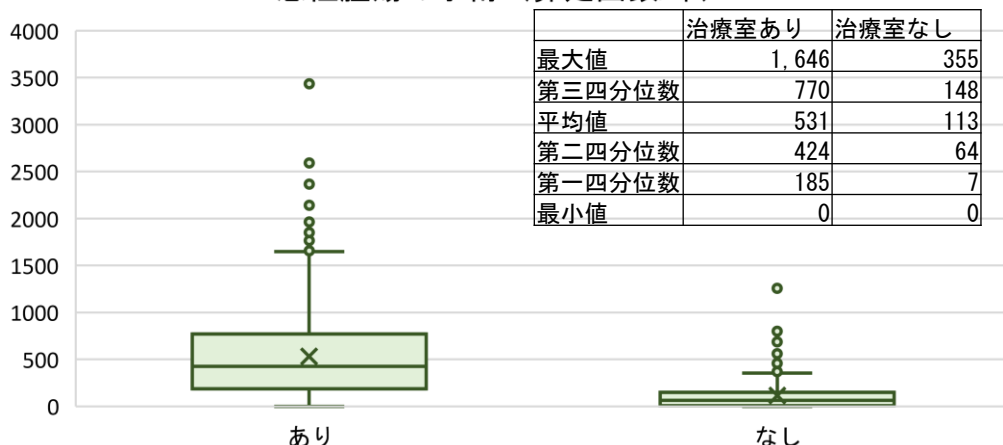 4000
3500
3000
2500
2000
1500
1000
500
0
治療室あり 治療室なし
最大値 1,646 355
第三四分位数 770 148
平均値 531 113
第二四分位数 424 64
第一四分位数 185 7
最小値 0 0
あり なし